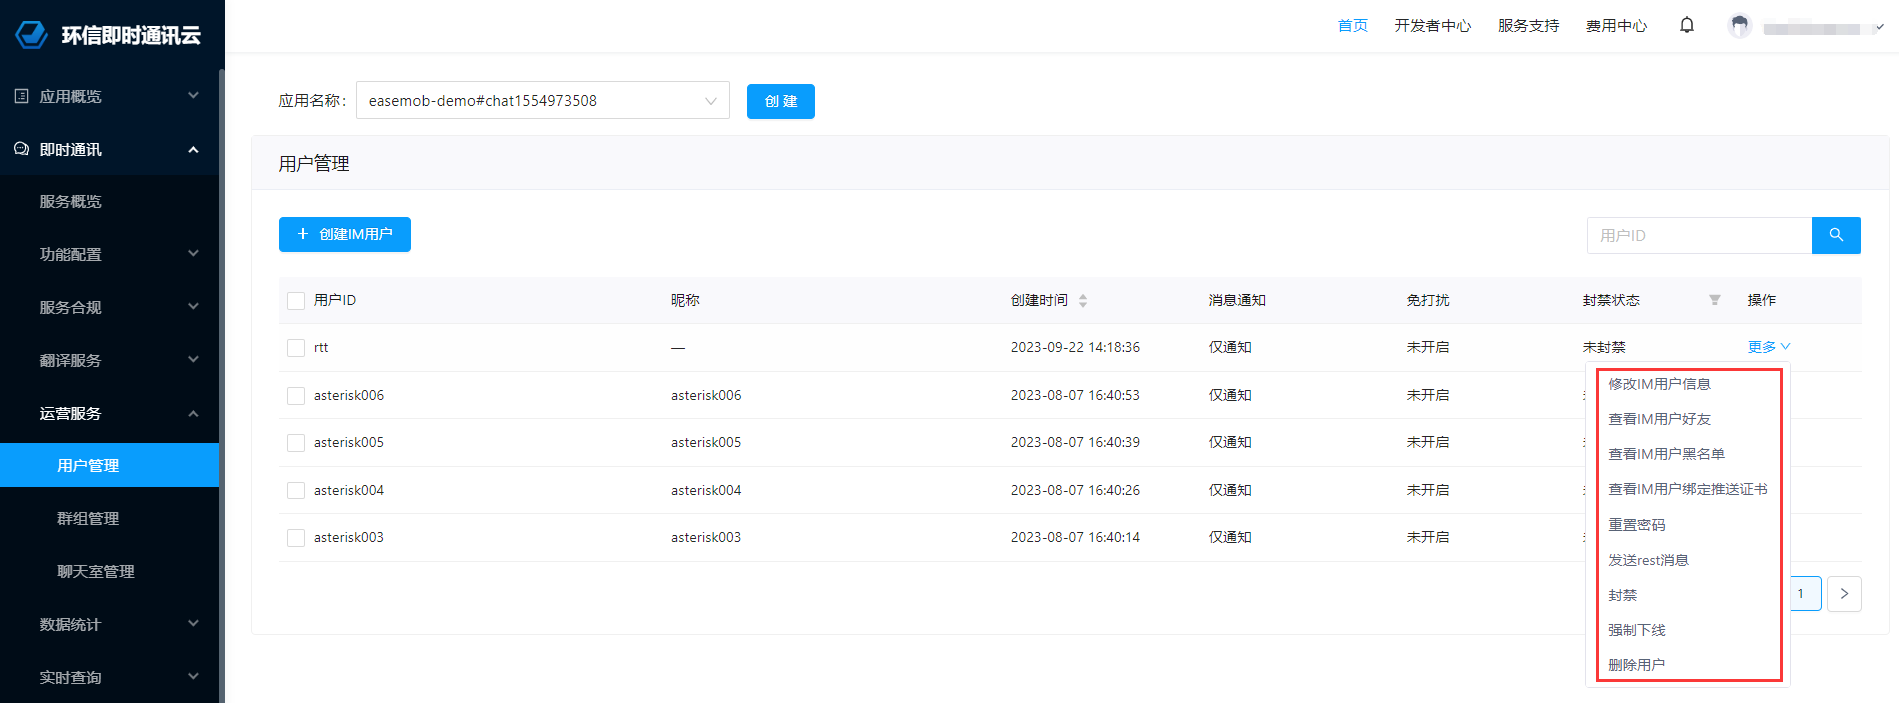 环信即时通讯云
首页 开发者中心 服务支持 费用中心
应用概览
即时通讯
服务概览
功能配置
服务合规
翻译服务
运营服务
用户管理
群组管理
聊天室管理
数据统计
实时查询
应用名称: easemob-demo#chat1554973508 创 建
用户管理
+ 创建IM用户 用户ID
用户ID 昵称 创建时间 消息通知 免打扰 封禁状态 操作
rtt — 2023-09-22 14:18:36 仅通知 未开启 未封禁 更多
asterisk006 asterisk006 2023-08-07 16:40:53 仅通知 未开启
asterisk005 asterisk005 2023-08-07 16:40:39 仅通知 未开启
asterisk004 asterisk004 2023-08-07 16:40:26 仅通知 未开启
asterisk003 asterisk003 2023-08-07 16:40:14 仅通知 未开启
修改IM用户信息
查看IM用户好友
查看IM用户黑名单
查看IM用户绑定推送证书
重置密码
发送rest消息
封禁
强制下线
删除用户
1